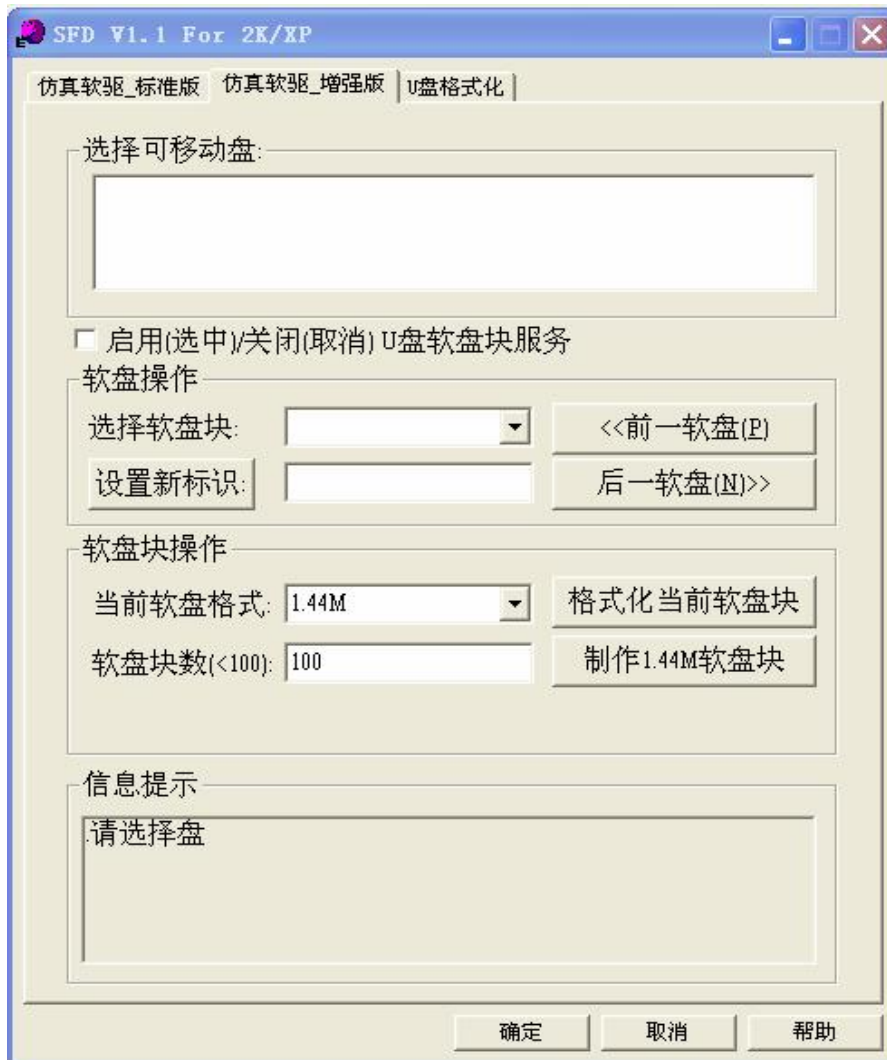 SFD V1.1 For 2K/XP
仿真软驱_标准版 仿真软驱_增强版 U盘格式化
选择可移动盘:
启用(选中)/关闭(取消) U盘软盘块服务
软盘操作
选择软盘块: <<前一软盘(P)
设置新标识: 后一软盘(N)>>
软盘块操作
当前软盘格式: 1.44M 格式化当前软盘块
软盘块数(<100): 100 制作1.44M软盘块
信息提示
.请选择盘
确定 取消 帮助